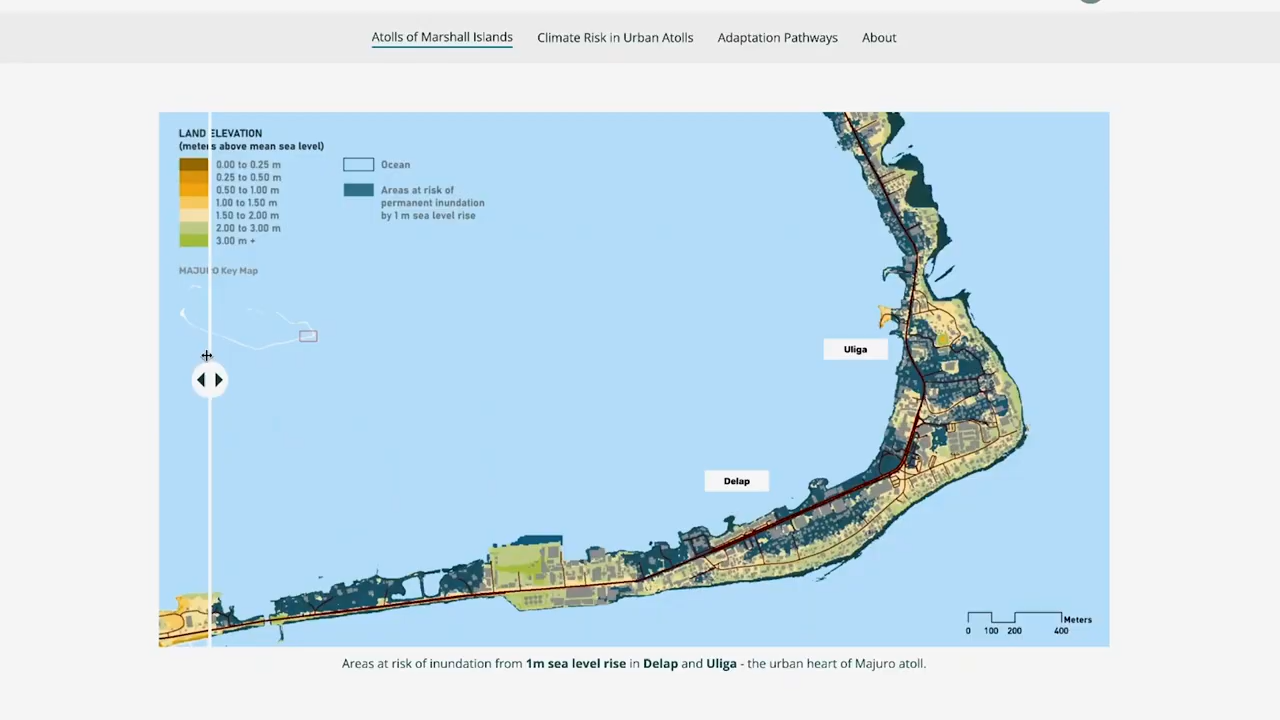 Atolls of Marshall Islands
Climate Risk in Urban Atolls
Adaptation Pathways
About
LAND ELEVATION
(meters above mean sea level)
0.00 to 0.25 m
0.25 to 0.50 m
0.50 to 1.00 m
1.00 to 1.50 m
1.50 to 2.00 m
2.00 to 3.00 m
3.00 m +
Ocean
Areas at risk of
permanent inundation
by 1 m sea level rise
MAJURO Key Map
Uliga
Delap
Meters
0 100 200 400
Areas at risk of inundation from 1m sea level rise in Delap and Uliga - the urban heart of Majuro atoll.